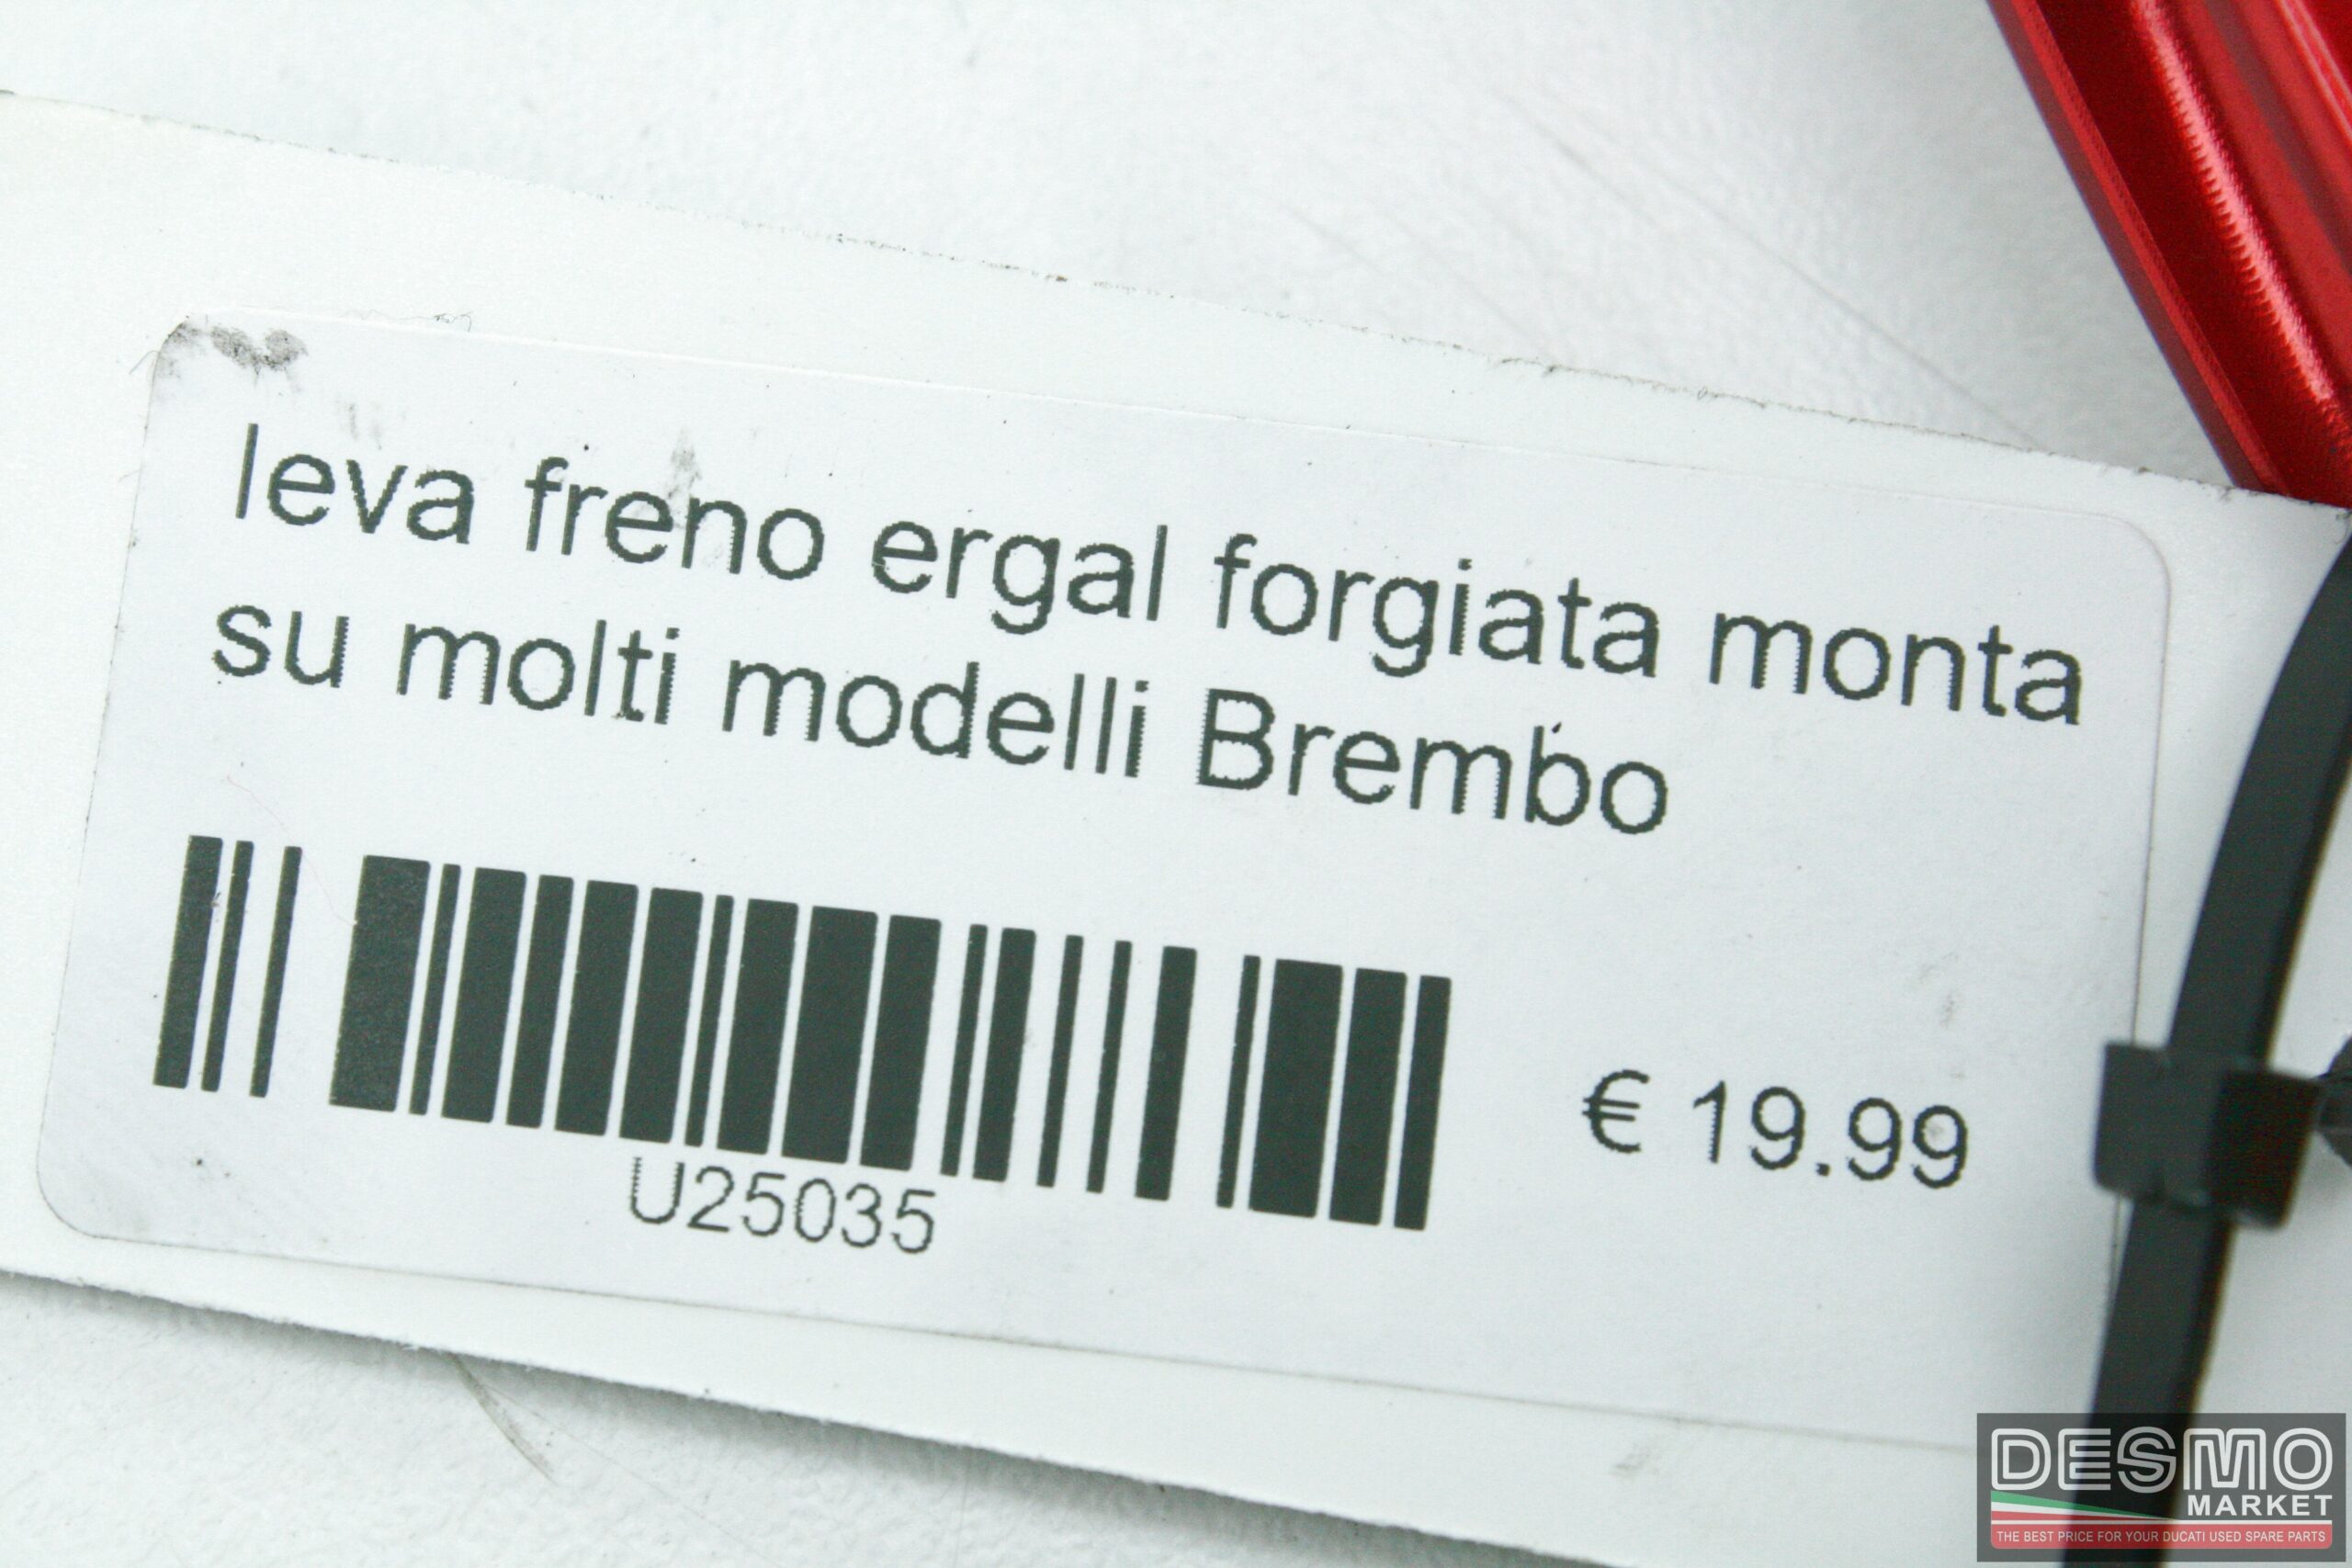 leva freno ergal forgiata monta
su molti modelli Brembo
€ 19.99
U25035
DESMO
MARKET
THE BEST PRICE FOR YOUR DUCATI USED SPARE PARTS